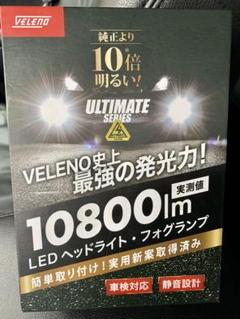 VELENO
純正より
10倍
明るい!
ULTIMATE
SERIES
VELENO史上
最強の発光力!
実測値
10800lm
LEDヘッドライト・フォグランプ
簡単取り付け!実用新案取得済み
車検対応
静音設計